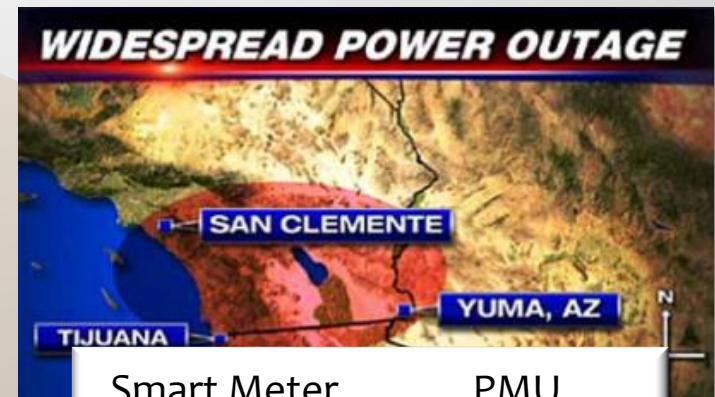 WIDESPREAD POWER OUTAGE
SAN CLEMENTE
YUMA, AZ
N
TIJUANA
Smart Meter PMU